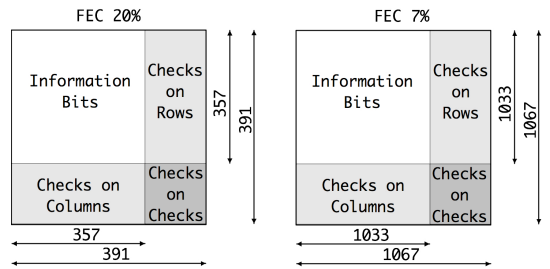 FEC 20%
Information
Bits
Checks
on
Rows
357
391
Checks on
Columns
Checks
on
Checks
357
391
FEC 7%
Information
Bits
Checks
on
Rows
1033
1067
Checks on
Columns
Checks
on
Checks
1033
1067